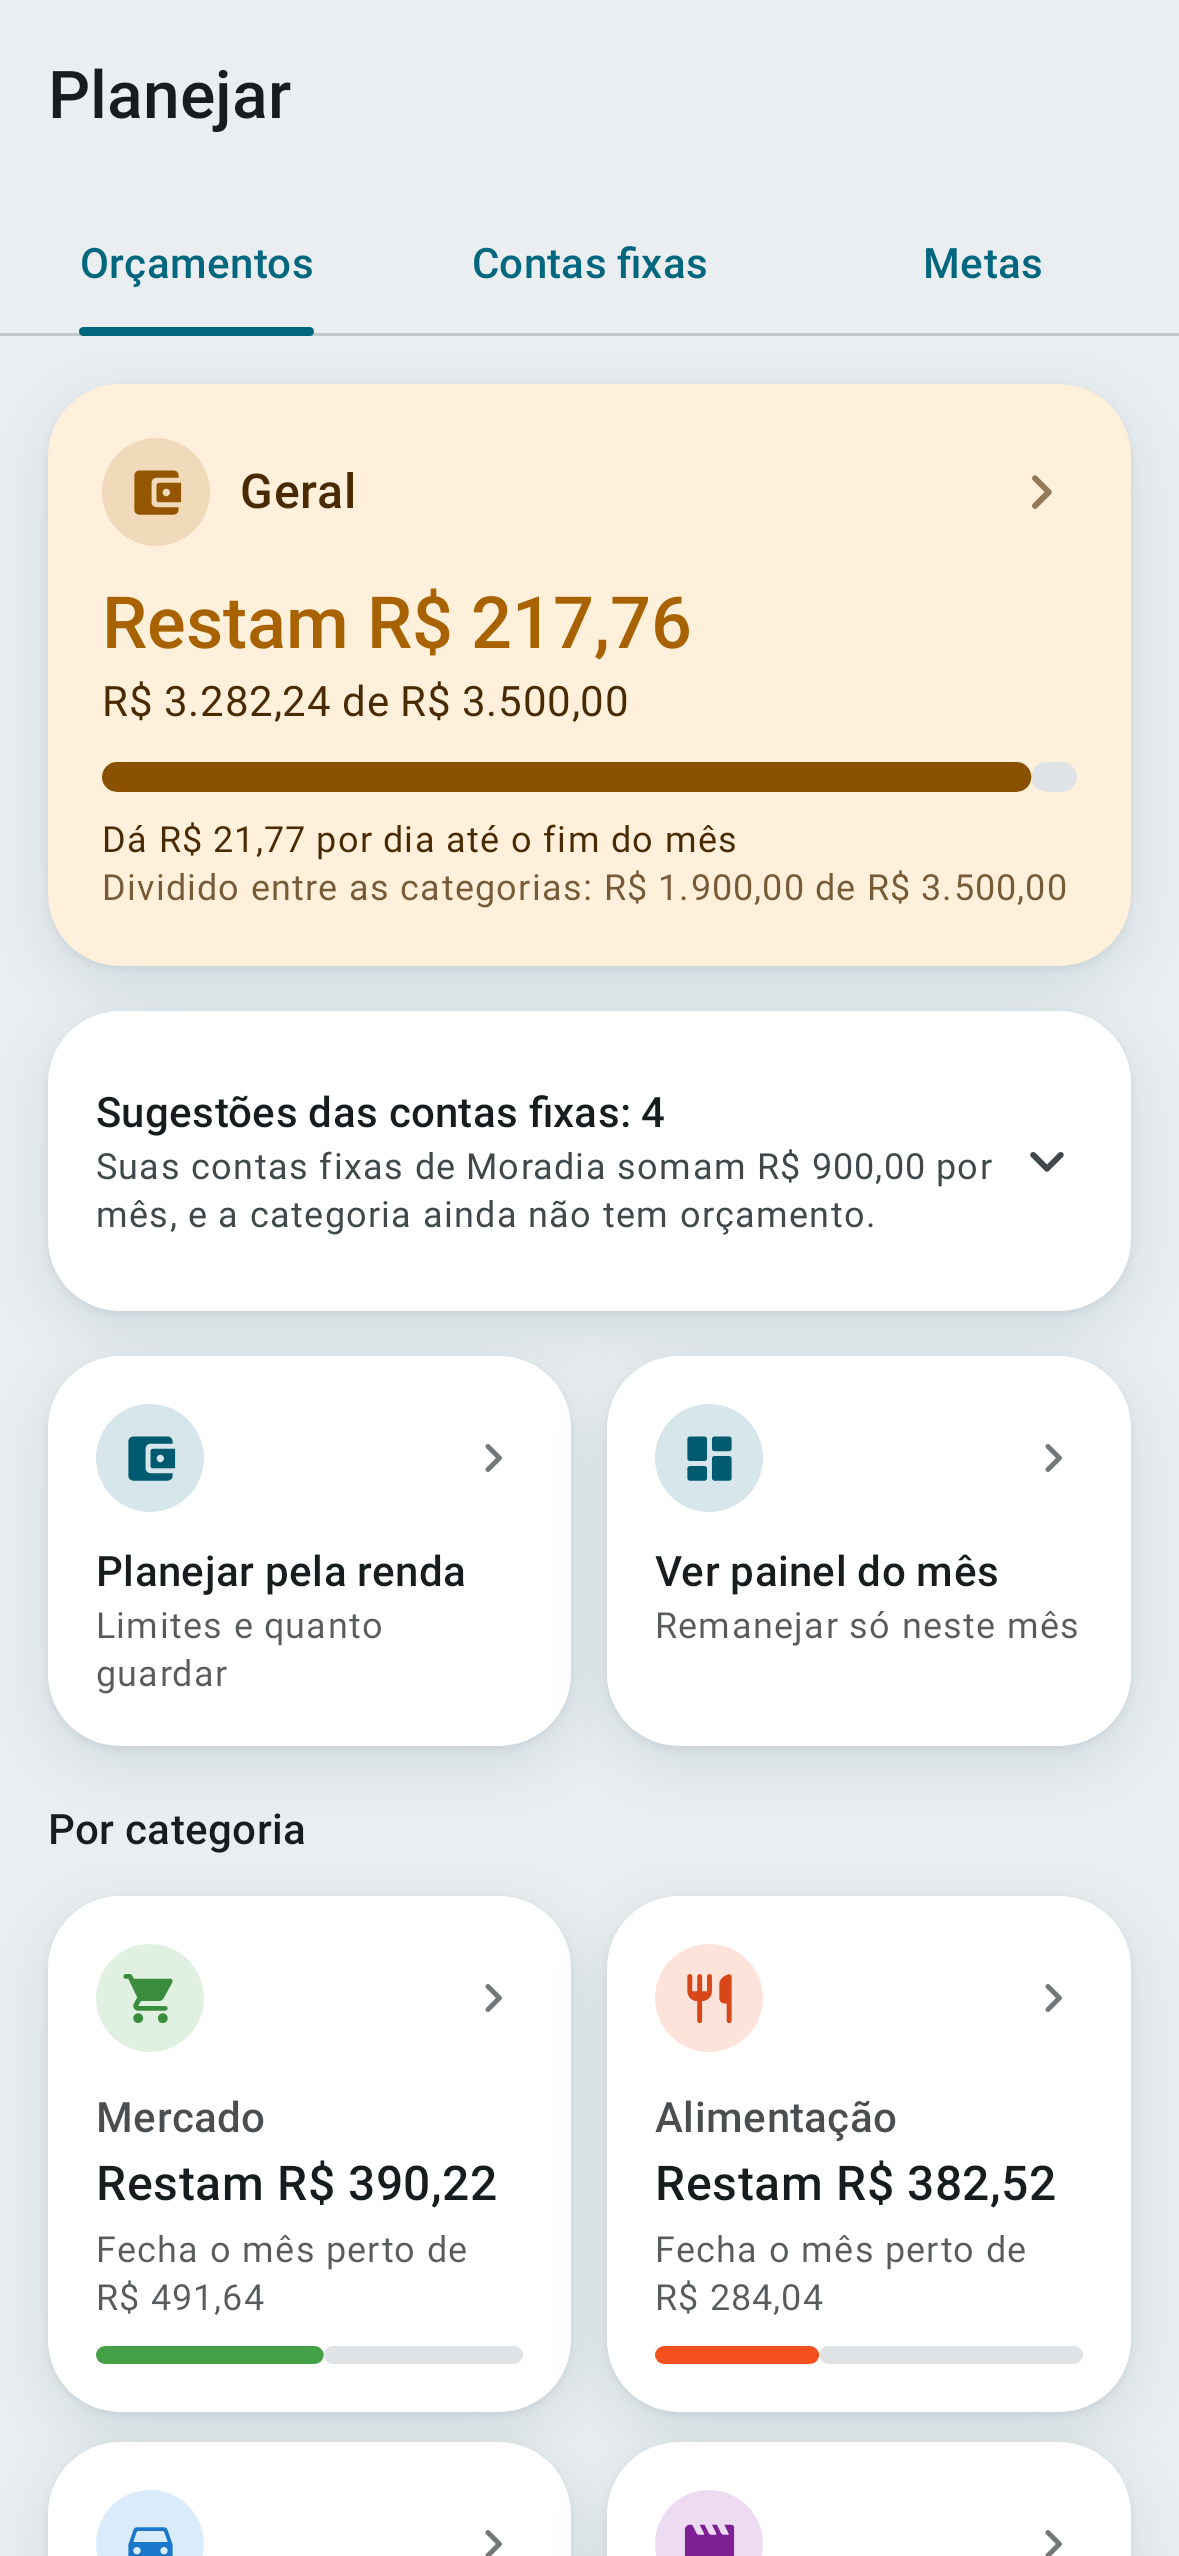 Planejar
Orçamentos
Contas fixas
Metas
Geral
Restam R$ 217,76
R$ 3.282,24 de R$ 3.500,00
Dá R$ 21,77 por dia até o fim do mês
Dividido entre as categorias: R$ 1.900,00 de R$ 3.500,00
Sugestões das contas fixas: 4
Suas contas fixas de Moradia somam R$ 900,00 por
mês, e a categoria ainda não tem orçamento.
Planejar pela renda
Limites e quanto
guardar
Ver painel do mês
Remanejar só neste mês
Por categoria
Mercado
Restam R$ 390,22
Fecha o mês perto de
R$ 491,64
Alimentação
Restam R$ 382,52
Fecha o mês perto de
R$ 284,04